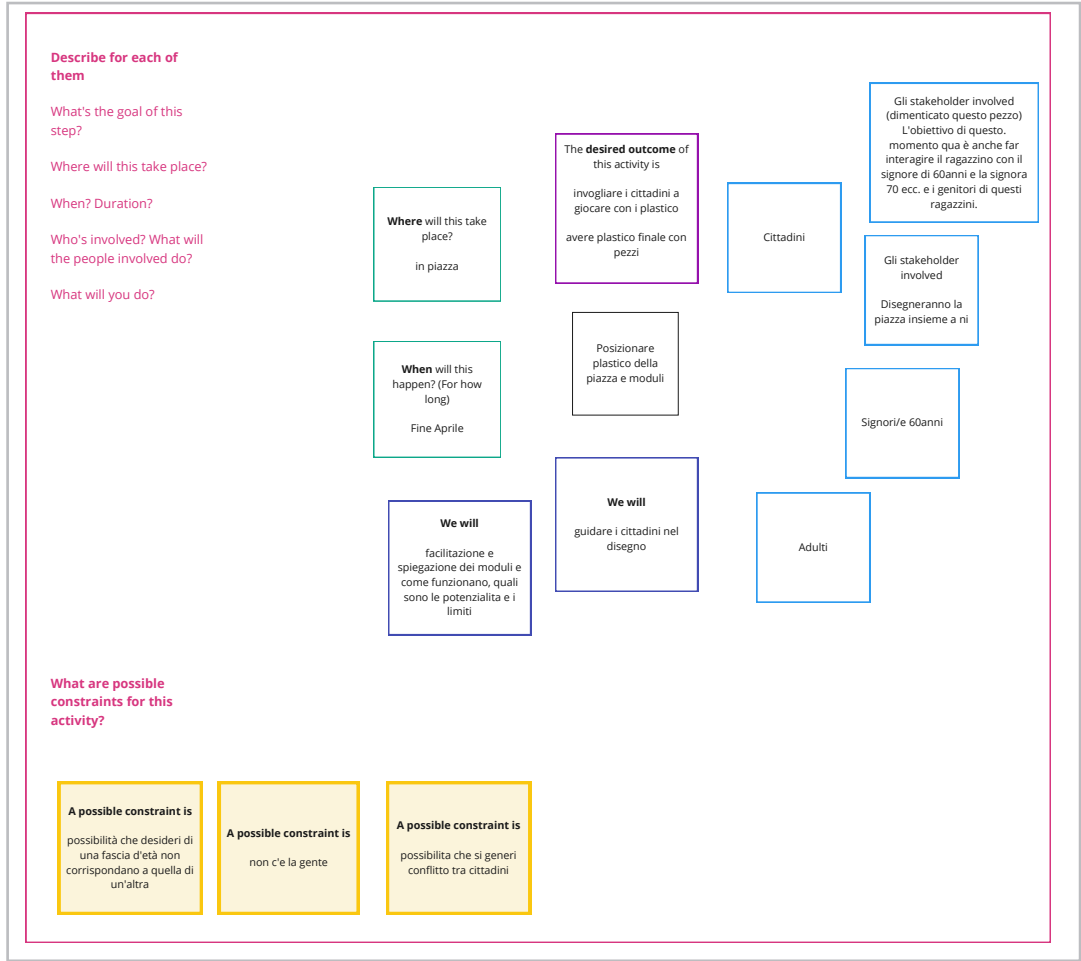 Describe for each of
them
What's the goal of this
step?
Where will this take place?
When? Duration?
Who's involved? What will
the people involved do?
What will you do?
Where will this take
place?
in piazza
When will this
happen? (For how
long)
Fine Aprile
We will
facilitazione e
spiegazione dei moduli e
come funzionano, quali
sono le potenzialita e i
limiti
The desired outcome of
this activity is
invogliare i cittadini a
giocare con i plastico
avere plastico finale con
pezzi
Posizionare
plastico della
piazza e moduli
We will
guidare i cittadini nel
disegno
Cittadini
Gli stakeholder involved
(dimenticato questo pezzo)
L'obiettivo di questo.
momento qua è anche far
interagire il ragazzino con il
signore di 60anni e la signora
70 ecc. e i genitori di questi
ragazzini.
Gli stakeholder
involved
Disegneranno la
piazza insieme a ni
Signori/e 60anni
Adulti
What are possible
constraints for this
activity?
A possible constraint is
possibilità che desideri di
una fascia d'età non
corrispondano a quella di
un'altra
A possible constraint is
non c'e la gente
A possible constraint is
possibilita che si generi
conflitto tra cittadini